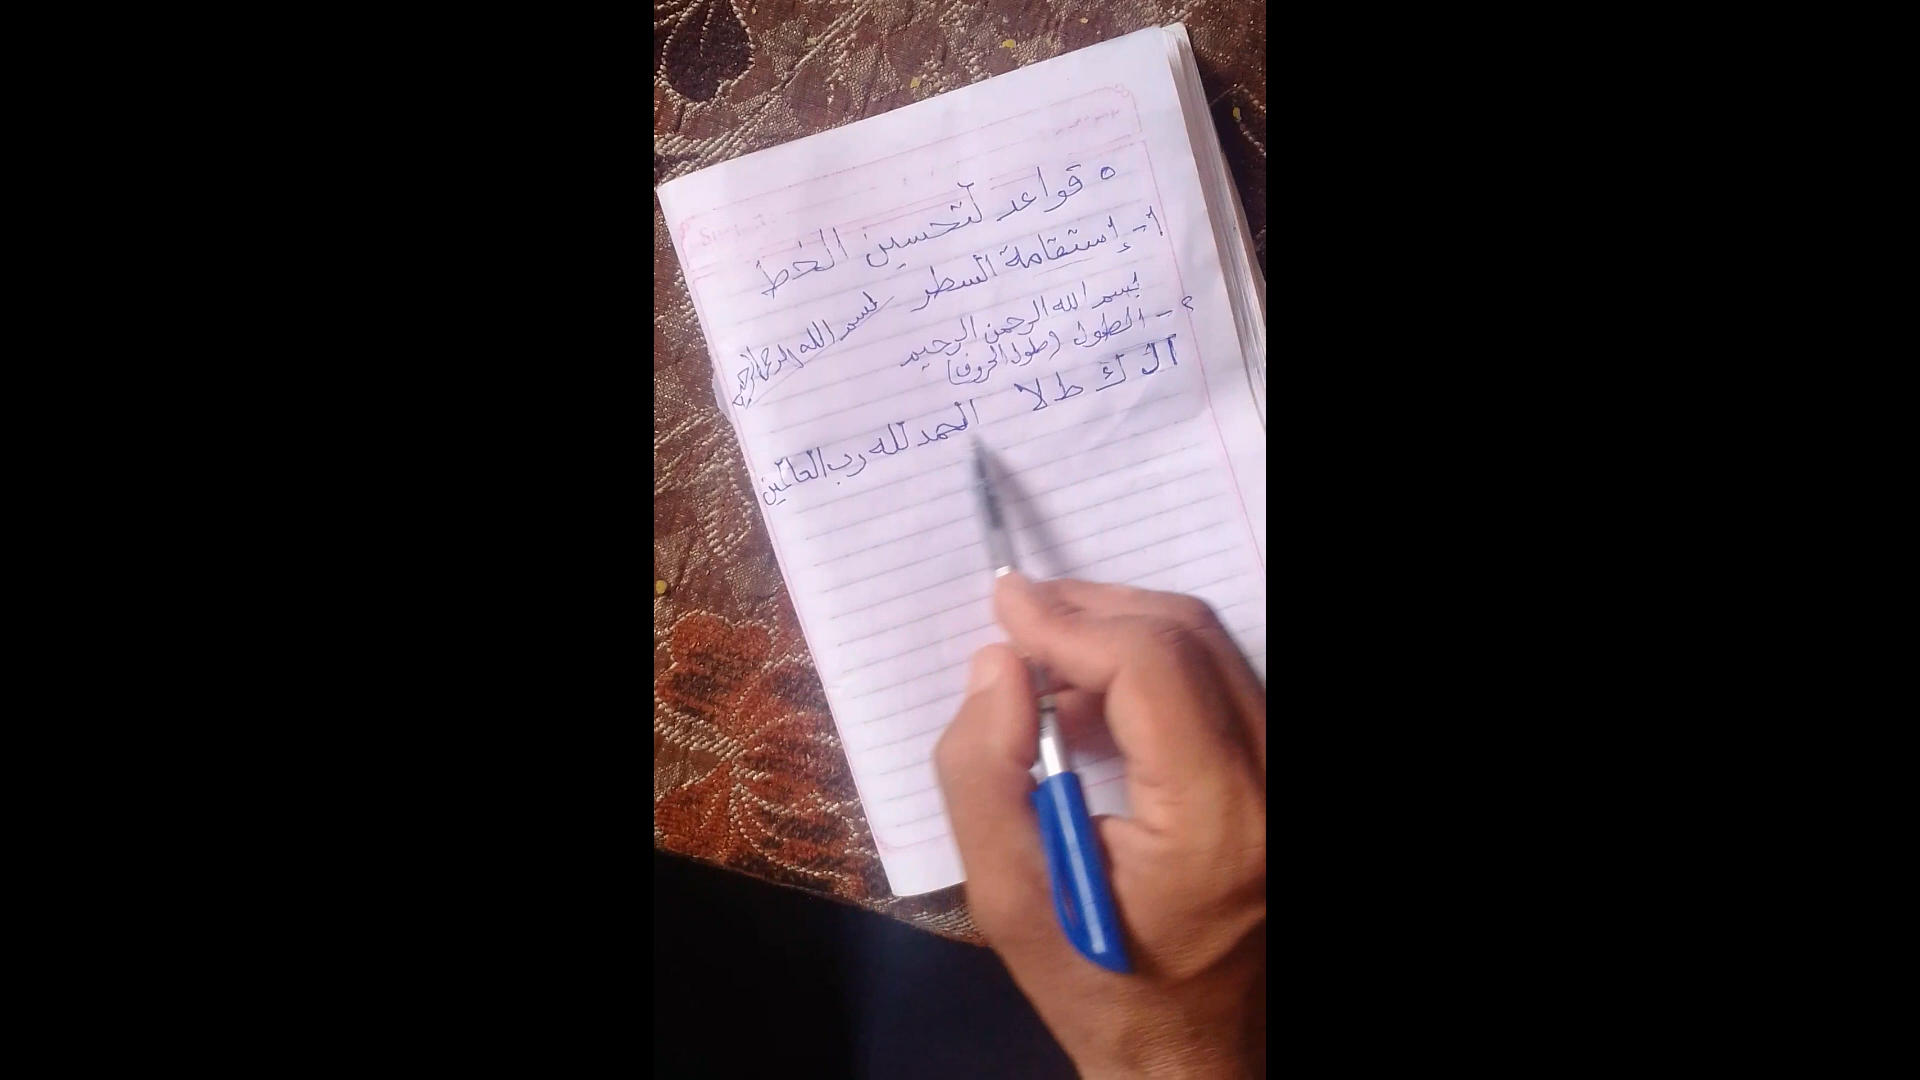 ٥ قواعد لتحسين الخط
١- إستقامة السطر
بسم الله الرحمن الرحيم
بسم الله الرحمن الرحيم
٢- الطول (طول الحروف)
ا ل ك ط لا
الحمد لله رب العالمين